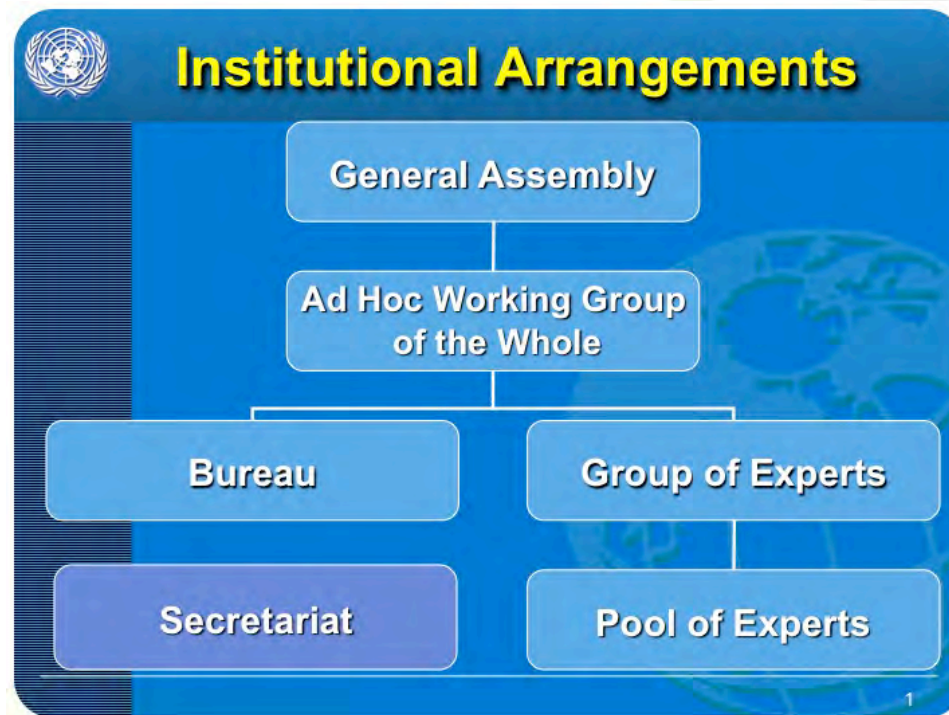 Institutional Arrangements
General Assembly
Ad Hoc Working Group
of the Whole
Bureau
Group of Experts
Secretariat
Pool of Experts
1